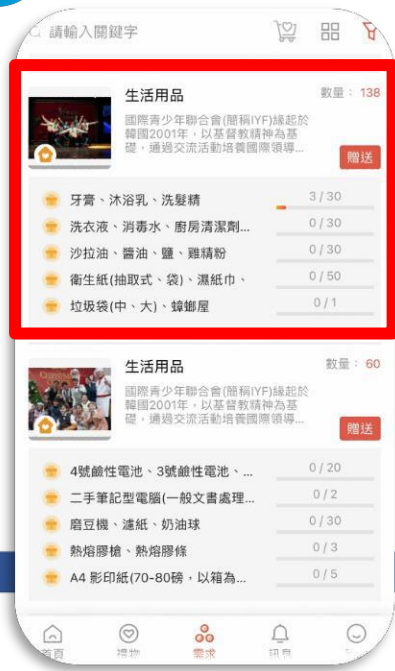 請輸入關鍵字
生活用品
數量： 138
國際青少年聯合會(簡稱IYF)緣起於
韓國2001年，以基督教精神為基
礎，通過交流活動培養國際領導...
贈送
牙膏、沐浴乳、洗髮精
3 / 30
洗衣液、消毒水、廚房清潔劑...
0 / 30
沙拉油、醬油、鹽、雞精粉
0 / 30
衛生紙(抽取式、袋)、濕紙巾、
0 / 50
垃圾袋(中、大)、蟑螂屋
0 / 1
生活用品
數量： 60
國際青少年聯合會(簡稱IYF)緣起於
韓國2001年，以基督教精神為基
礎，通過交流活動培養國際領導...
贈送
4號鹼性電池、3號鹼性電池、...
0 / 20
二手筆記型電腦(一般文書處理...
0 / 2
磨豆機、濾紙、奶油球
0 / 30
熱熔膠槍、熱熔膠條
0 / 3
A4 影印紙(70-80磅，以箱為...
0 / 5
首頁
禮物
需求
訊息